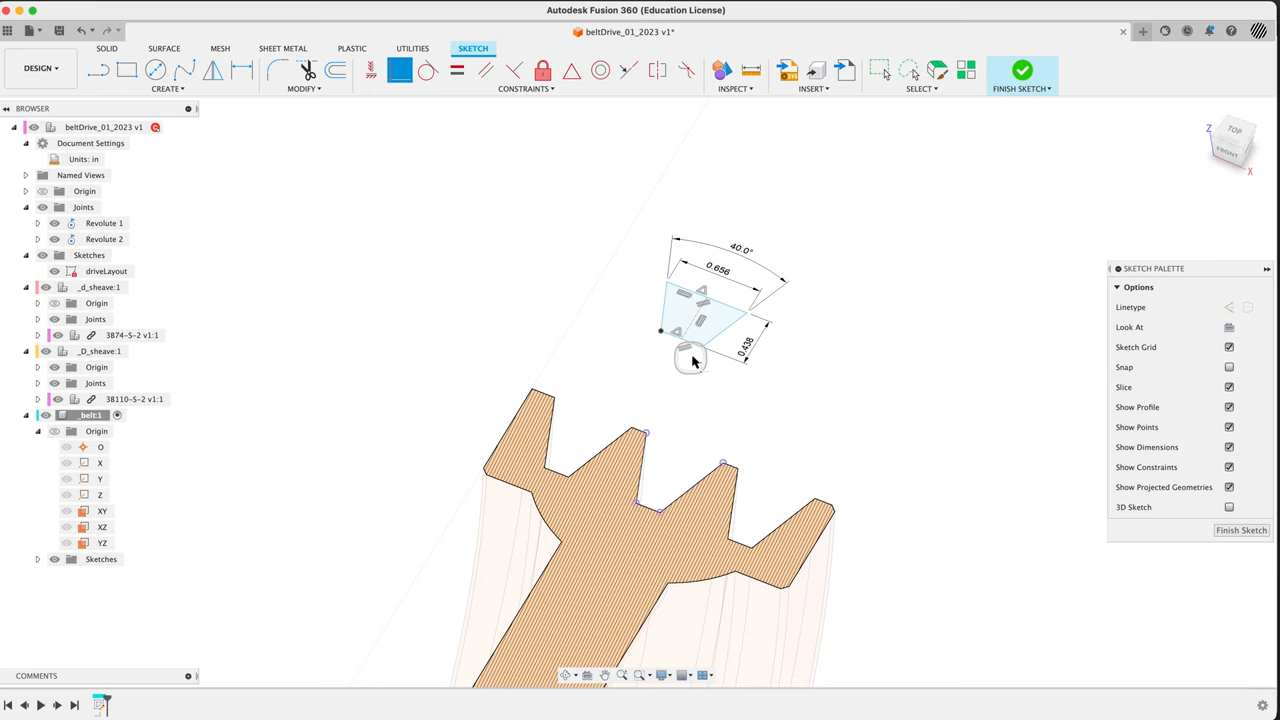 Autodesk Fusion 360 (Education License)
beltDrive_01_2023 v1*
DESIGN
SOLID SURFACE MESH SHEET METAL PLASTIC UTILITIES SKETCH
CREATE MODIFY CONSTRAINTS INSPECT INSERT SELECT FINISH SKETCH
BROWSER
beltDrive_01_2023 v1
Document Settings
Units: in
Named Views
Origin
Joints
Revolute 1
Revolute 2
Sketches
driveLayout
_d_sheave:1
Origin
Joints
3B74-S-2 v1:1
_D_sheave:1
Origin
Joints
3B110-S-2 v1:1
_belt:1
Origin
O
X
Y
Z
XY
XZ
YZ
Sketches
40.0°
0.656
0.438
Z
TOP
FRONT
X
SKETCH PALETTE
Options
Linetype
Look At
Sketch Grid
Snap
Slice
Show Profile
Show Points
Show Dimensions
Show Constraints
Show Projected Geometries
3D Sketch
Finish Sketch
COMMENTS